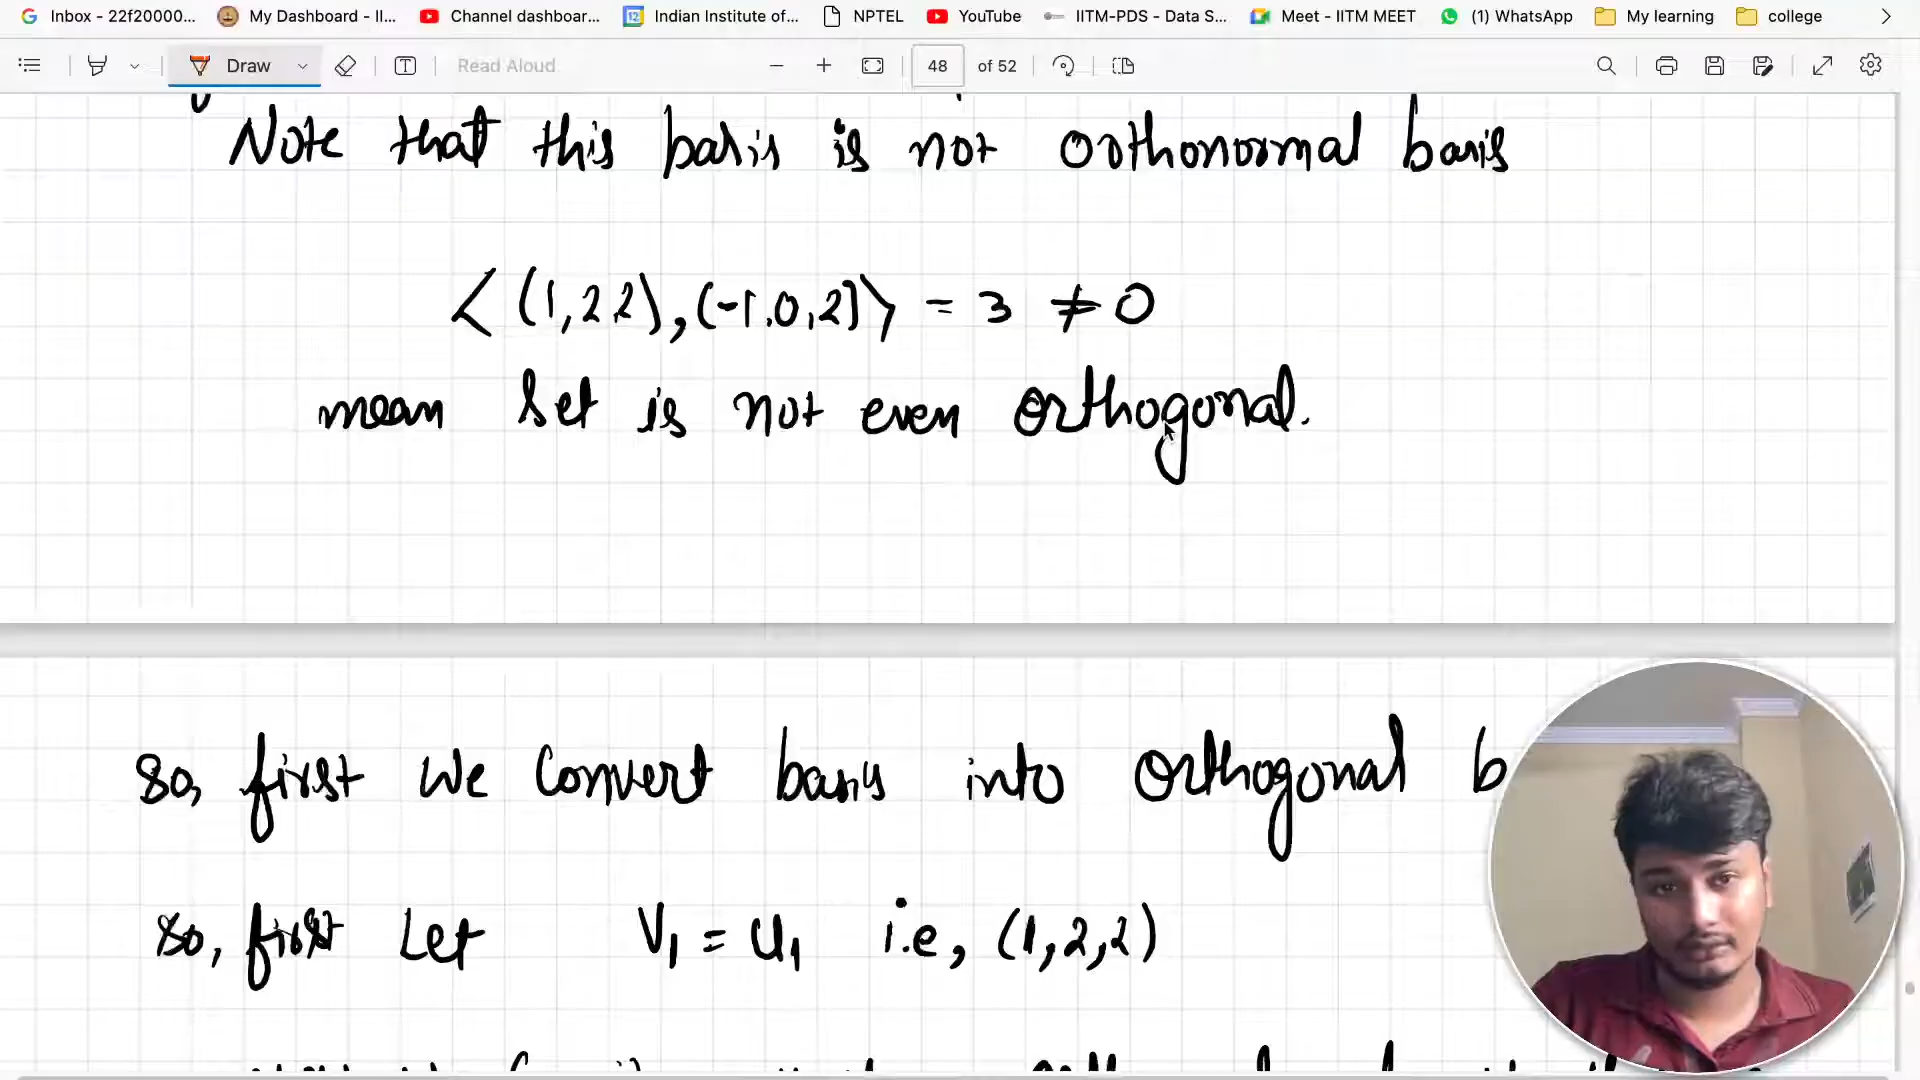 Inbox - 22f20000... My Dashboard - II... Channel dashboar... Indian Institute of... NPTEL YouTube IITM-PDS - Data S... Meet - IITM MEET (1) WhatsApp My learning college
Draw Read Aloud 48 of 52
Note that this basis is not orthonormal basis
⟨(1,2 2),(-1.0,2)⟩ = 3 ≠ 0
mean set is not even orthogonal.
so, first we convert basis into orthogonal b
so, first Let V₁ = U₁ i.e, (1,2,2)